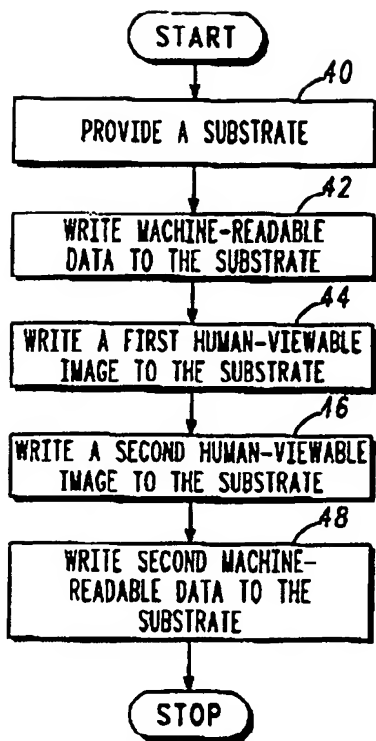 START
40
PROVIDE A SUBSTRATE
42
WRITE MACHINE-READABLE
DATA TO THE SUBSTRATE
44
WRITE A FIRST HUMAN-VIEWABLE
IMAGE TO THE SUBSTRATE
46
WRITE A SECOND HUMAN-VIEWABLE
IMAGE TO THE SUBSTRATE
48
WRITE SECOND MACHINE-
READABLE DATA TO THE
SUBSTRATE
STOP